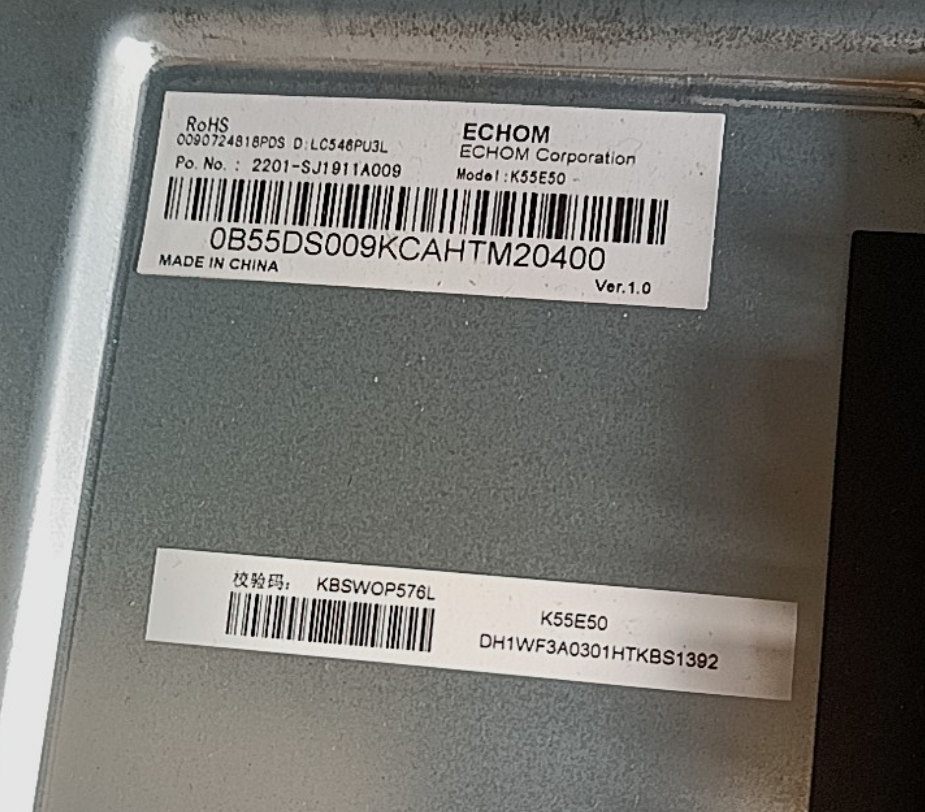 RoHS
0090724818PDS D:LC546PU3L
ECHOM
ECHOM Corporation
Po. No. : 2201-SJ1911A009
Model:K55E50
0B55DS009KCAHTM20400
MADE IN CHINA
Ver.1.0
校验码: KBSWOP576L
K55E50
DH1WF3A0301HTKBS1392